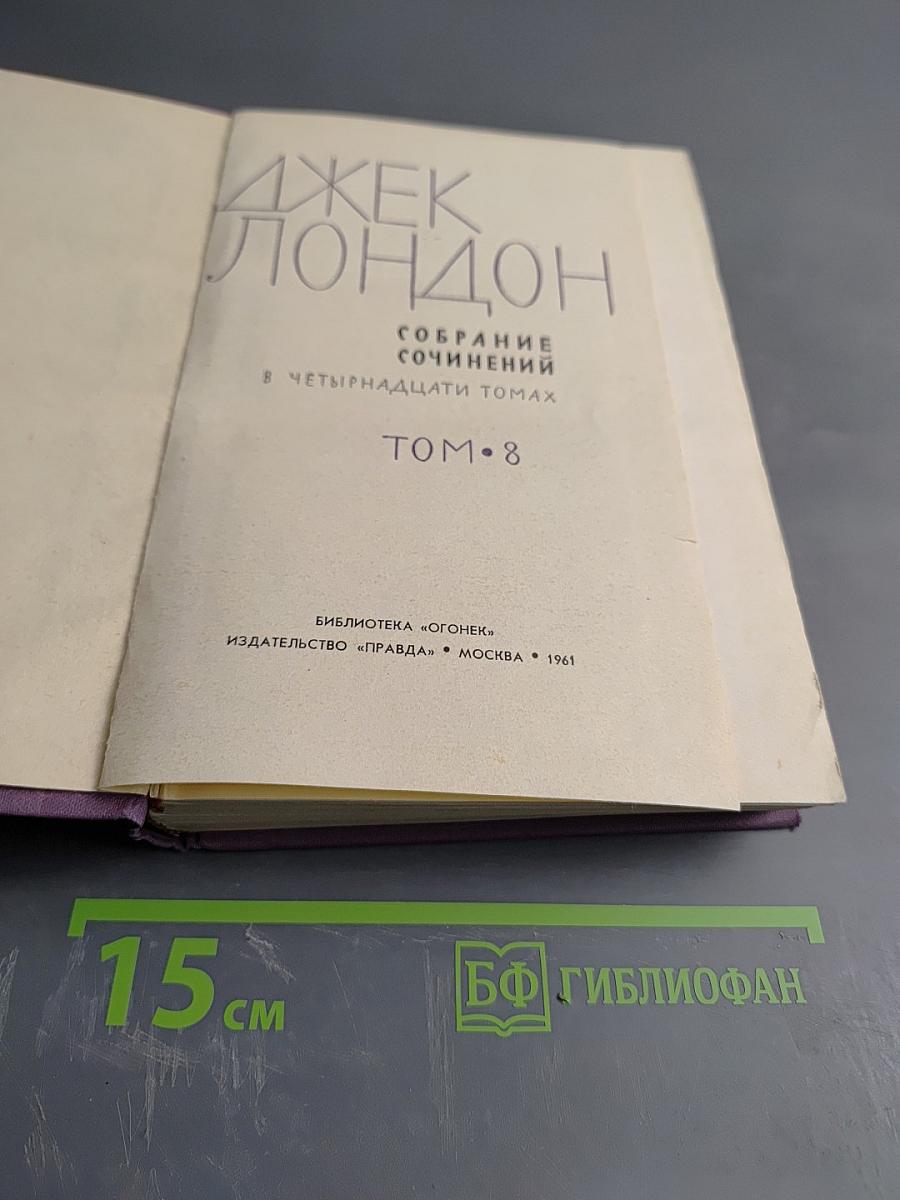 ДЖЕК
ЛОНДОН
СОБРАНИЕ
СОЧИНЕНИЙ
В ЧЕТЫРНАДЦАТИ ТОМАХ
ТОМ • 8
БИБЛИОТЕКА «ОГОНЕК»
ИЗДАТЕЛЬСТВО «ПРАВДА» • МОСКВА • 1961
15 см
БФ ГИБЛИОФАН